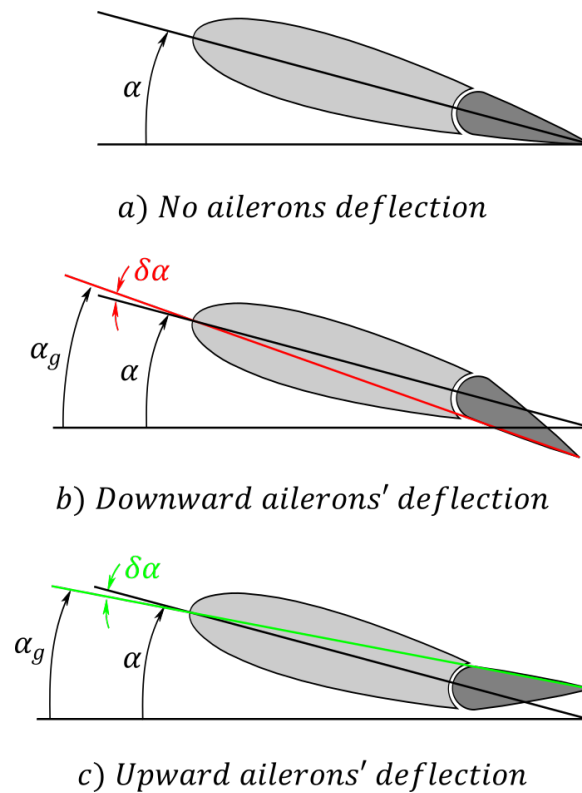 α
a) No ailerons deflection
δα
α_g
α
b) Downward ailerons′ deflection
δα
α_g
α
c) Upward ailerons′ deflection